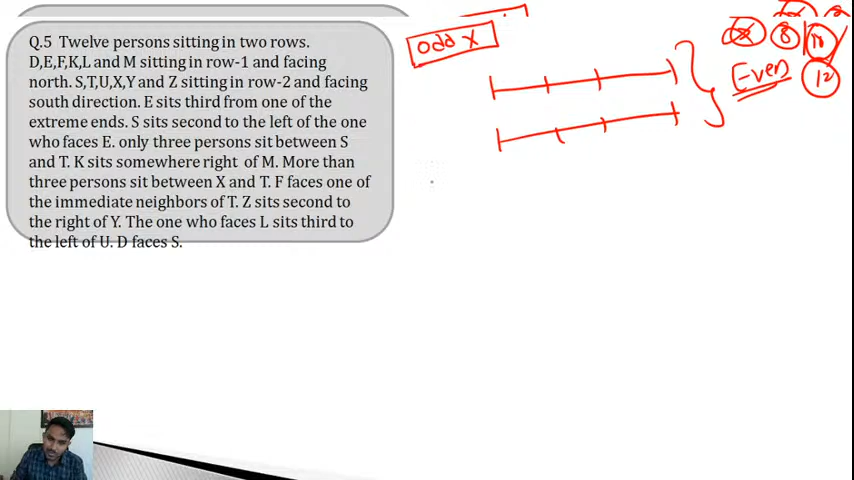 Q.5 Twelve persons sitting in two rows.
D,E,F,K,L and M sitting in row-1 and facing
north. S,T,U,X,Y and Z sitting in row-2 and facing
south direction. E sits third from one of the
extreme ends. S sits second to the left of the one
who faces E. only three persons sit between S
and T. K sits somewhere right of M. More than
three persons sit between X and T. F faces one of
the immediate neighbors of T. Z sits second to
the right of Y. The one who faces L sits third to
the left of U. D faces S.
odd X
8 10
Even 12